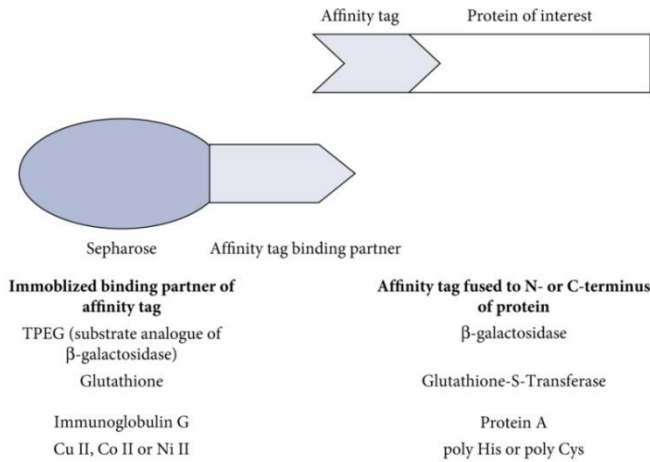 Affinity tag Protein of interest
Sepharose Affinity tag binding partner
Immoblized binding partner of
affinity tag
Affinity tag fused to N- or C-terminus
of protein
TPEG (substrate analogue of
β-galactosidase)
β-galactosidase
Glutathione
Glutathione-S-Transferase
Immunoglobulin G
Protein A
Cu II, Co II or Ni II
poly His or poly Cys